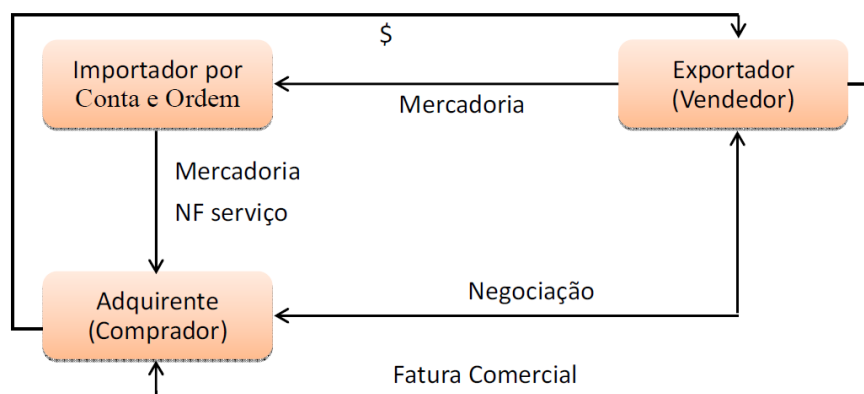 $
Importador por
Conta e Ordem
Exportador
(Vendedor)
Mercadoria
Mercadoria
NF serviço
Adquirente
(Comprador)
Negociação
Fatura Comercial